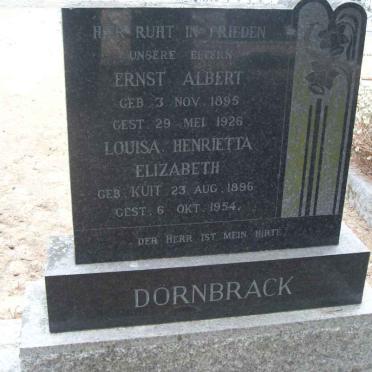 HIER RUHT IN FRIEDEN
UNSERE ELTERN
ERNST ALBERT
GEB. 3 NOV. 1895
GEST. 29 MEI 1926
LOUISA HENRIETTA
ELIZABETH
GEB. KUIT 23 AUG. 1896
GEST. 6 OKT. 1954.
DER HERR IST MEIN HIRTE.
DORNBRACK